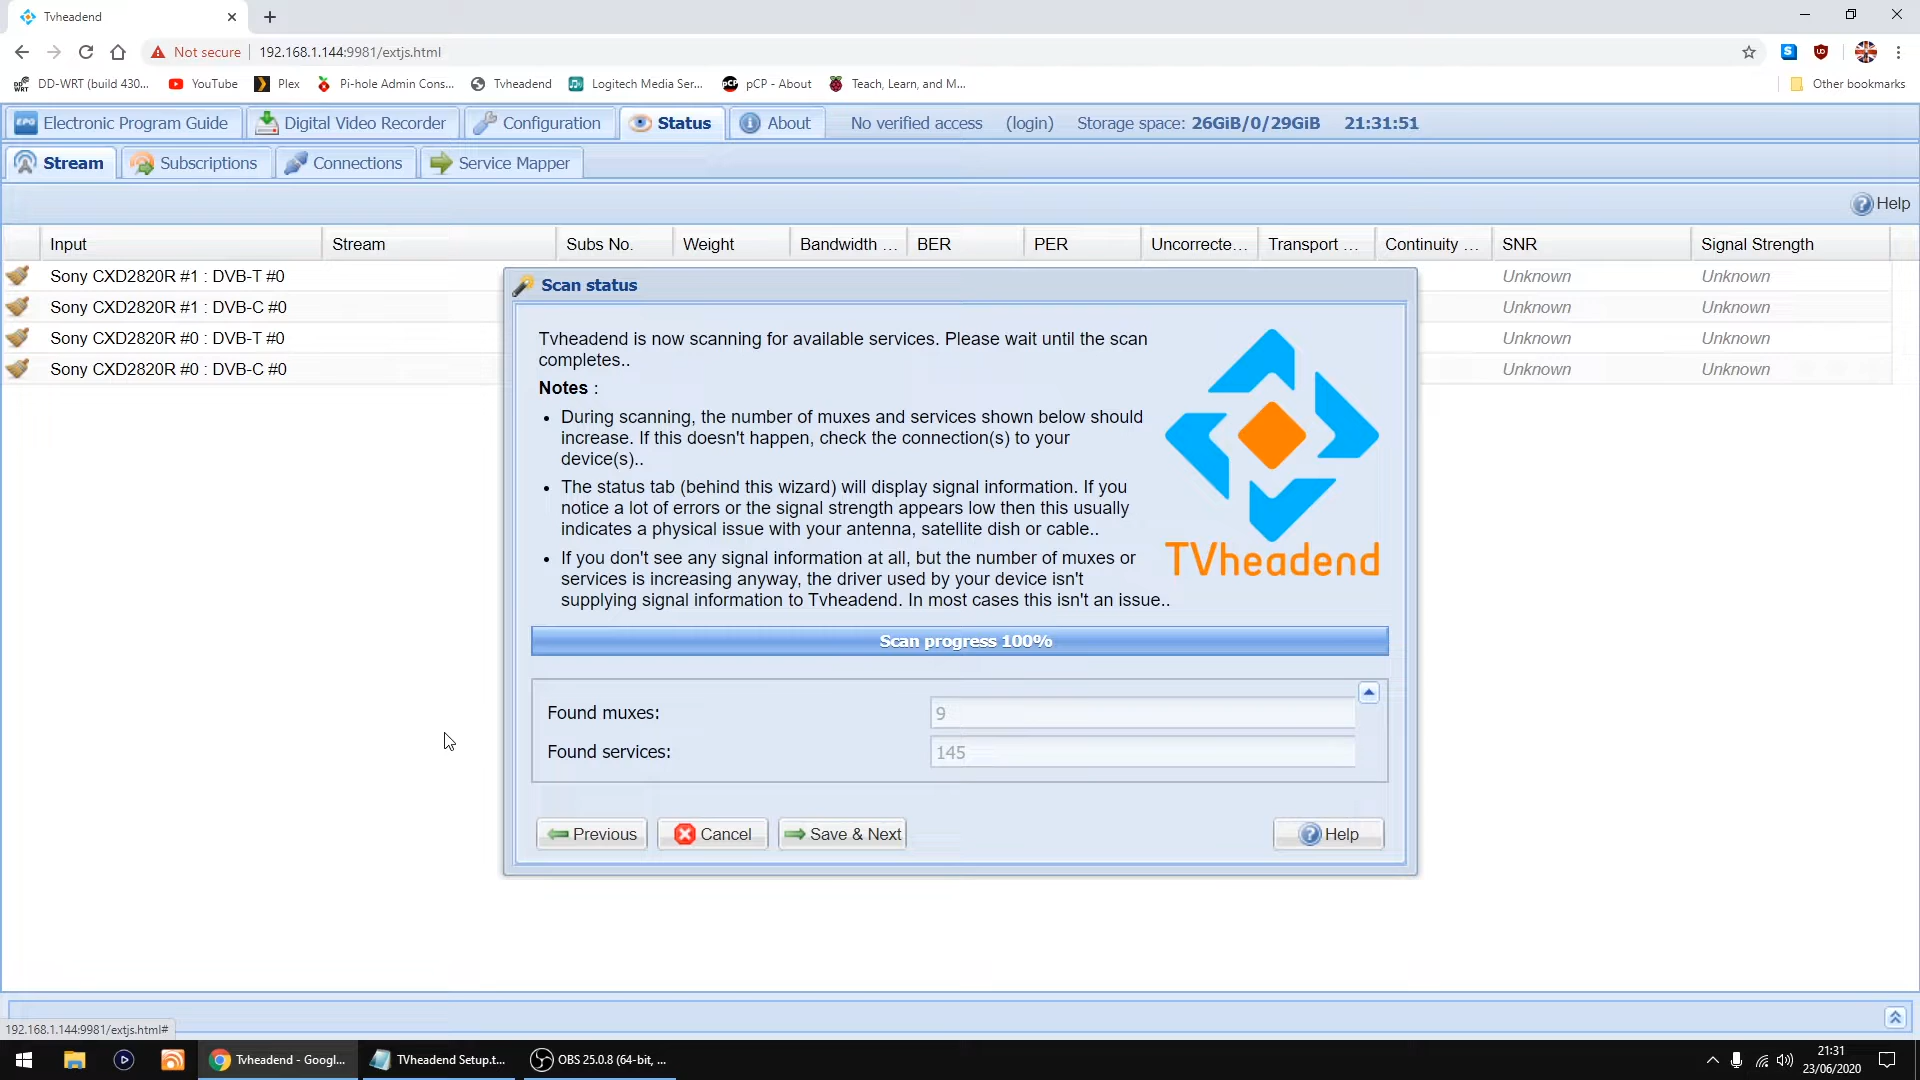 Tvheadend
Not secure 192.168.1.144:9981/extjs.html
DD-WRT (build 430... YouTube Plex Pi-hole Admin Cons... Tvheadend Logitech Media Ser... pCP - About Teach, Learn, and M... Other bookmarks
Electronic Program Guide Digital Video Recorder Configuration Status About No verified access (login) Storage space: 26GiB/0/29GiB 21:31:51
Stream Subscriptions Connections Service Mapper
Help
Input Stream Subs No. Weight Bandwidth ... BER PER Uncorrecte... Transport ... Continuity ... SNR Signal Strength
Sony CXD2820R #1 : DVB-T #0 Unknown Unknown
Sony CXD2820R #1 : DVB-C #0 Unknown Unknown
Sony CXD2820R #0 : DVB-T #0 Unknown Unknown
Sony CXD2820R #0 : DVB-C #0 Unknown Unknown
Scan status
Tvheadend is now scanning for available services. Please wait until the scan
completes..
Notes :
• During scanning, the number of muxes and services shown below should
increase. If this doesn't happen, check the connection(s) to your
device(s)..
• The status tab (behind this wizard) will display signal information. If you
notice a lot of errors or the signal strength appears low then this usually
indicates a physical issue with your antenna, satellite dish or cable..
• If you don't see any signal information at all, but the number of muxes or
services is increasing anyway, the driver used by your device isn't
supplying signal information to Tvheadend. In most cases this isn't an issue..
TVheadend
Scan progress 100%
Found muxes: 9
Found services: 145
Previous Cancel Save & Next Help
192.168.1.144:9981/extjs.html#
Tvheadend - Googl... TVheadend Setup.t... OBS 25.0.8 (64-bit, ...
21:31
23/06/2020